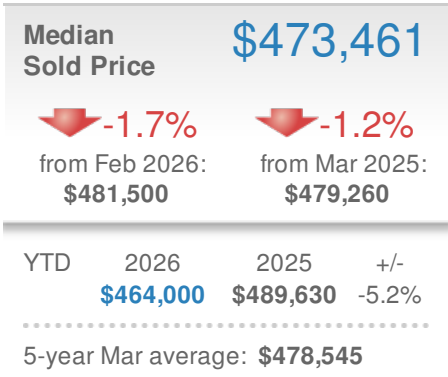 Median
Sold Price
$473,461
-1.7% -1.2%
from Feb 2026: from Mar 2025:
$481,500 $479,260
YTD 2026 2025 +/-
$464,000 $489,630 -5.2%
5-year Mar average: $478,545